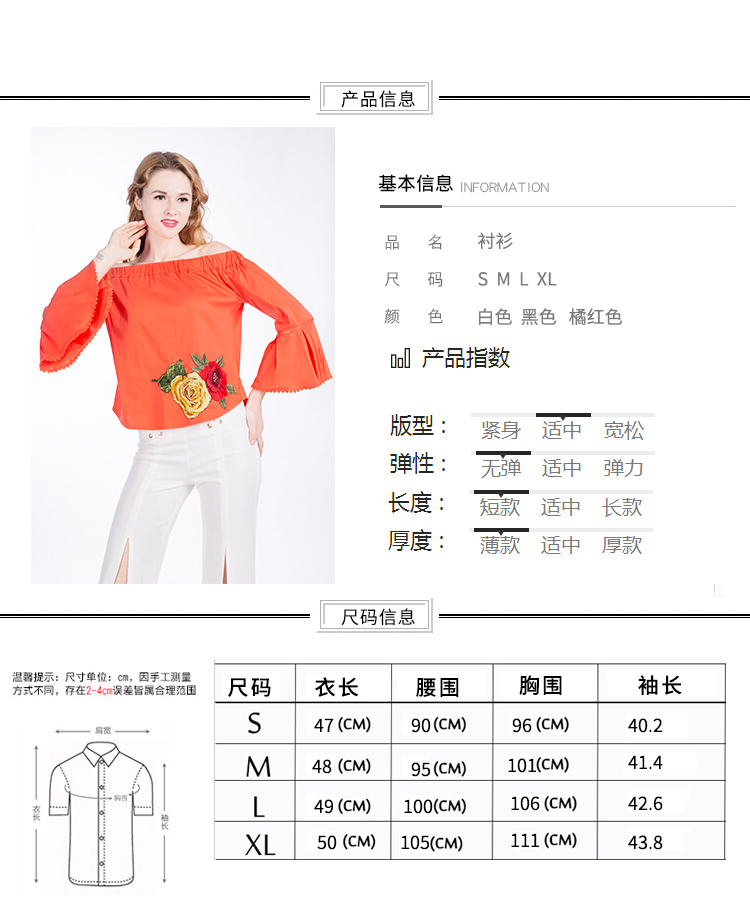 产品信息
基本信息 INFORMATION
品 名 衬衫
尺 码 S M L XL
颜 色 白色 黑色 橘红色
产品指数
版型： 紧身 适中 宽松
弹性： 无弹 适中 弹力
长度： 短款 适中 长款
厚度： 薄款 适中 厚款
尺码信息
温馨提示：尺寸单位：cm，因手工测量
方式不同，存在2-4cm误差皆属合理范围
肩宽
胸围
衣长
袖长
尺码 衣长 腰围 胸围 袖长
S 47 (CM) 90 (CM) 96 (CM) 40.2
M 48 (CM) 95 (CM) 101(CM) 41.4
L 49 (CM) 100(CM) 106 (CM) 42.6
XL 50 (CM) 105(CM) 111 (CM) 43.8